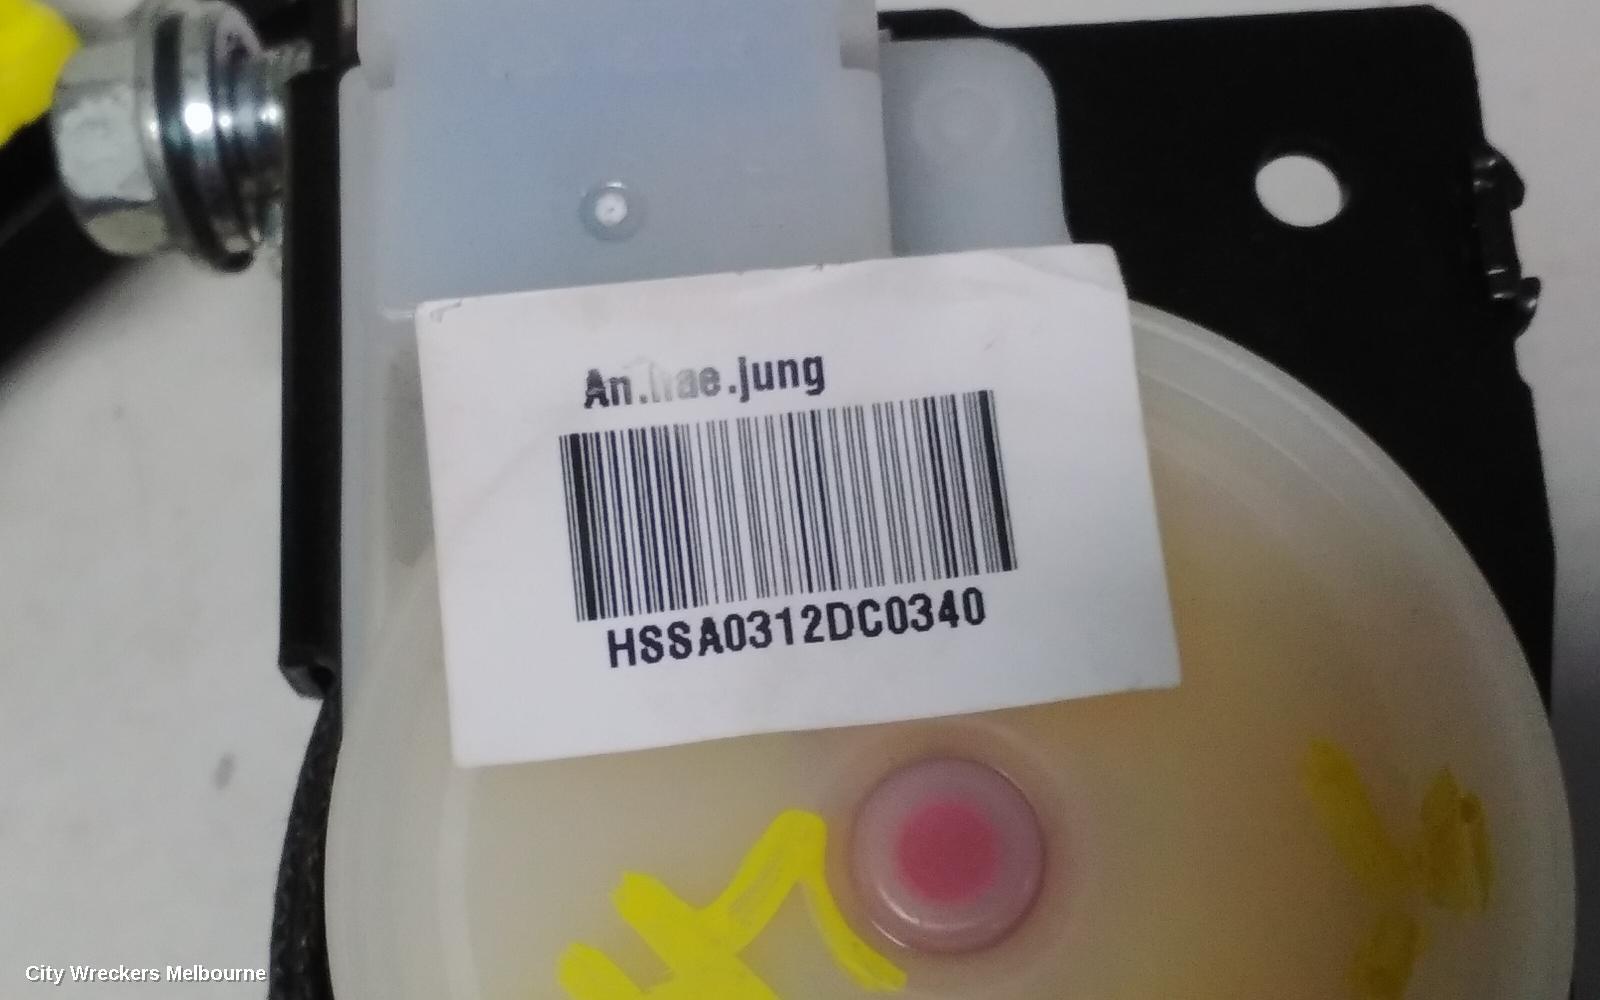 An.hae.jung
HSSA0312DC0340
City Wreckers Melbourne